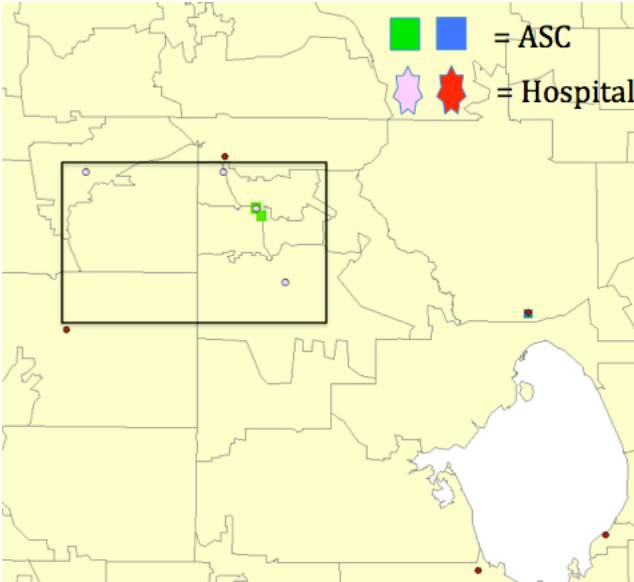 = ASC
= Hospital